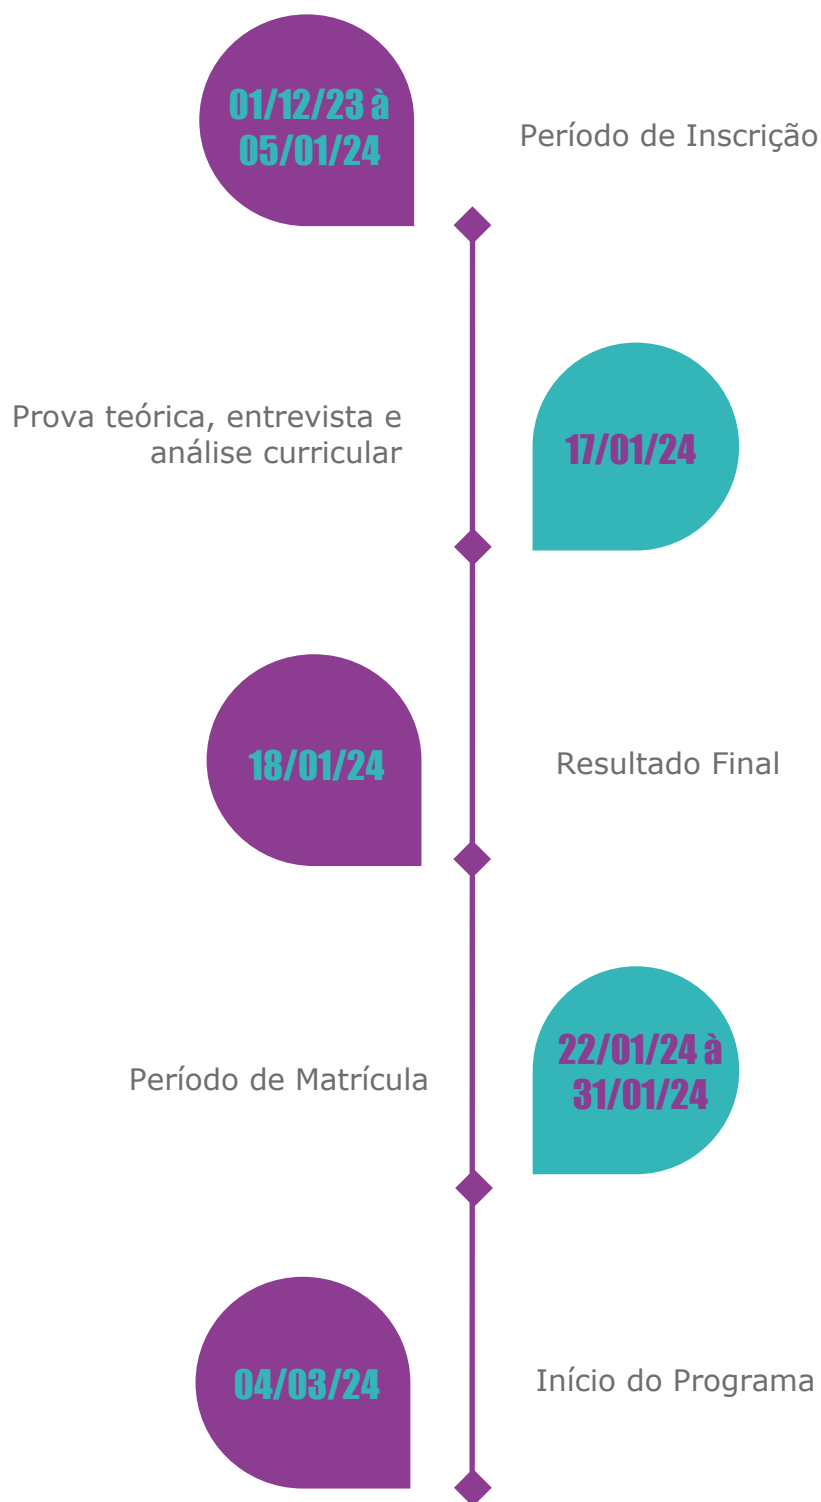 01/12/23 à
05/01/24
Período de Inscrição
Prova teórica, entrevista e
análise curricular
17/01/24
18/01/24
Resultado Final
Período de Matrícula
22/01/24 à
31/01/24
04/03/24
Início do Programa